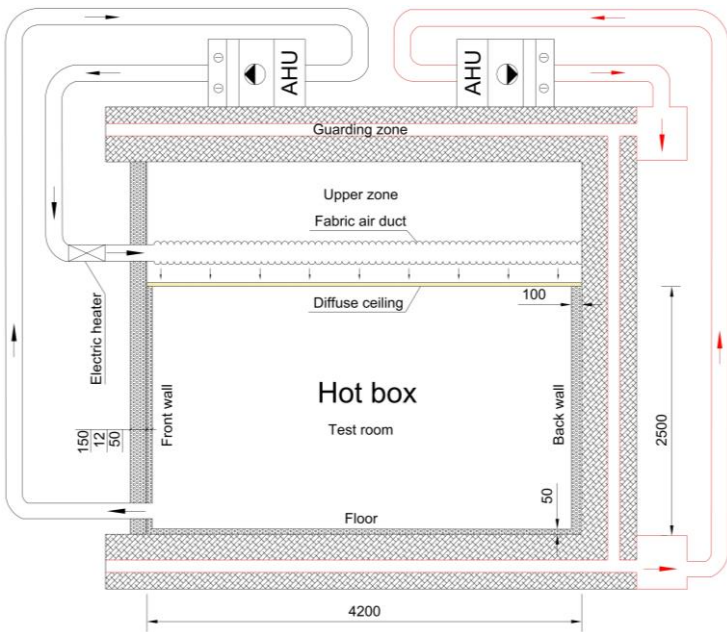 AHU
AHU
Guarding zone
Upper zone
Fabric air duct
Diffuse ceiling
100
Electric heater
Hot box
Test room
Front wall
Back wall
150
12
50
2500
50
Floor
4200